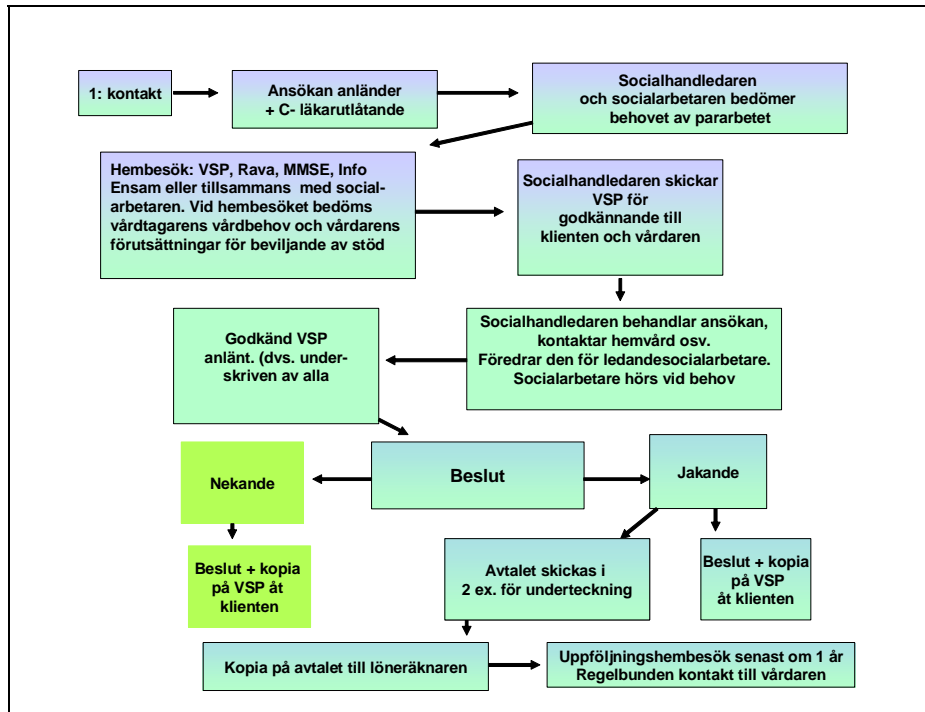 1: kontakt
Ansökan anländer
+ C- läkarutlåtande
Socialhandledaren
och socialarbetaren bedömer
behovet av pararbetet
Hembesök: VSP, Rava, MMSE, Info
Ensam eller tillsammans  med social-
arbetaren. Vid hembesöket bedöms
vårdtagarens vårdbehov och vårdarens
förutsättningar för beviljande av stöd
Socialhandledaren skickar
VSP för
godkännande till
klienten och vårdaren
Socialhandledaren behandlar ansökan,
kontaktar hemvård osv.
Föredrar den för ledandesocialarbetare.
Socialarbetare hörs vid behov
Godkänd VSP
anlänt. (dvs. under-
skriven av alla
Beslut
Nekande
Jakande
Beslut + kopia
på VSP åt
klienten
Avtalet skickas i
2 ex. för underteckning
Beslut + kopia
på VSP
åt klienten
Kopia på avtalet till löneräknaren
Uppföljningshembesök senast om 1 år
Regelbunden kontakt till vårdaren